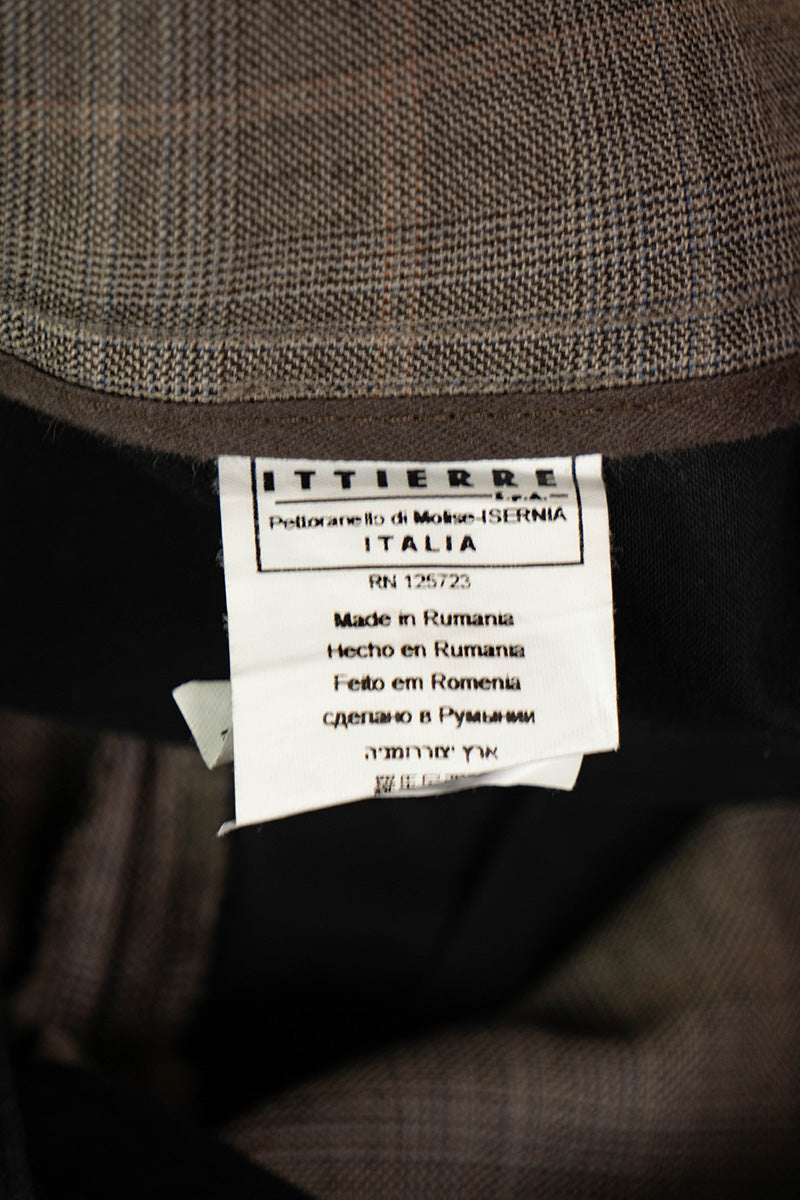 ITTIERRE
S.p.A.
Pettoranello di Molise-ISERNIA
ITALIA
RN 125723
Made in Rumania
Hecho en Rumania
Feito em Romenia
сделано в Румынии
ארץ יצור:רומניה